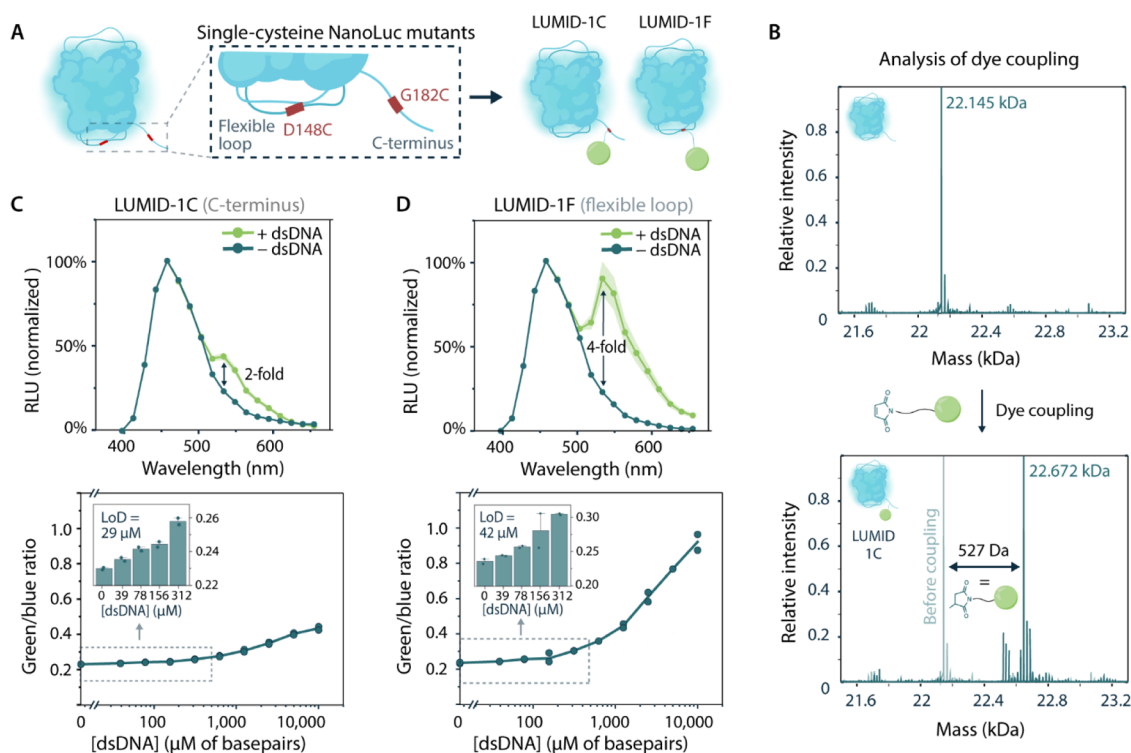 A
Single-cysteine NanoLuc mutants
G182C
Flexible
loop
D148C
C-terminus
LUMID-1C
LUMID-1F
B
Analysis of dye coupling
22.145 kDa
Relative intensity
0.8
0.6
0.4
0.2
0
21.6
22
22.4
22.8
23.2
Mass (kDa)
N
O
O
Dye coupling
22.672 kDa
LUMID
1C
Before coupling
527 Da
=
N
O
O
Relative intensity
0.8
0.6
0.4
0.2
0
21.6
22
22.4
22.8
23.2
Mass (kDa)
C
LUMID-1C (C-terminus)
+ dsDNA
− dsDNA
2-fold
RLU (normalized)
100%
50%
0%
400
500
600
Wavelength (nm)
LoD =
29 µM
0.26
0.24
0.22
0
39
78
156
312
[dsDNA] (µM)
Green/blue ratio
1.0
0.8
0.6
0.4
0.2
0
100
1,000
10,000
[dsDNA] (µM of basepairs)
D
LUMID-1F (flexible loop)
+ dsDNA
− dsDNA
4-fold
RLU (normalized)
100%
50%
0%
400
500
600
Wavelength (nm)
LoD =
42 µM
0.30
0.25
0.20
0
39
78
156
312
[dsDNA] (µM)
Green/blue ratio
1.0
0.8
0.6
0.4
0.2
0
100
1,000
10,000
[dsDNA] (µM of basepairs)